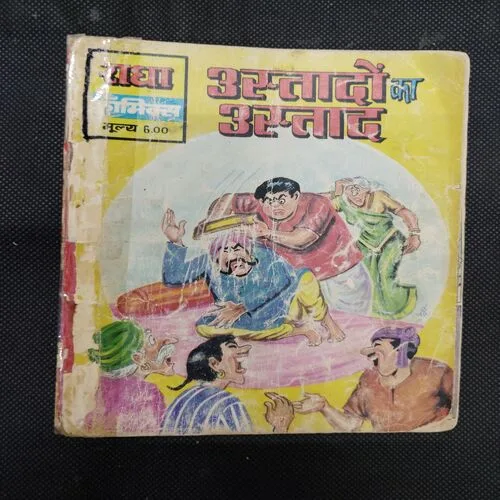 राधा
कॉमिक्स
मूल्य 6.00
उस्तादों का
उस्ताद